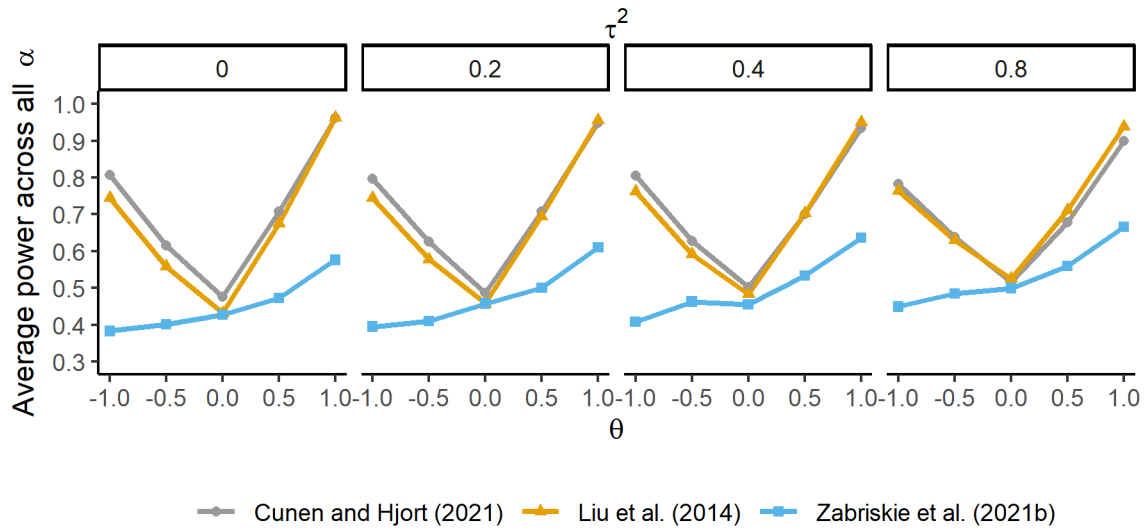 τ²
0 0.2 0.4 0.8
Average power across all α
1.0
0.9
0.8
0.7
0.6
0.5
0.4
0.3
-1.0 -0.5 0.0 0.5 1.0 -1.0 -0.5 0.0 0.5 1.0 -1.0 -0.5 0.0 0.5 1.0 -1.0 -0.5 0.0 0.5 1.0
θ
Cunen and Hjort (2021) Liu et al. (2014) Zabriskie et al. (2021b)